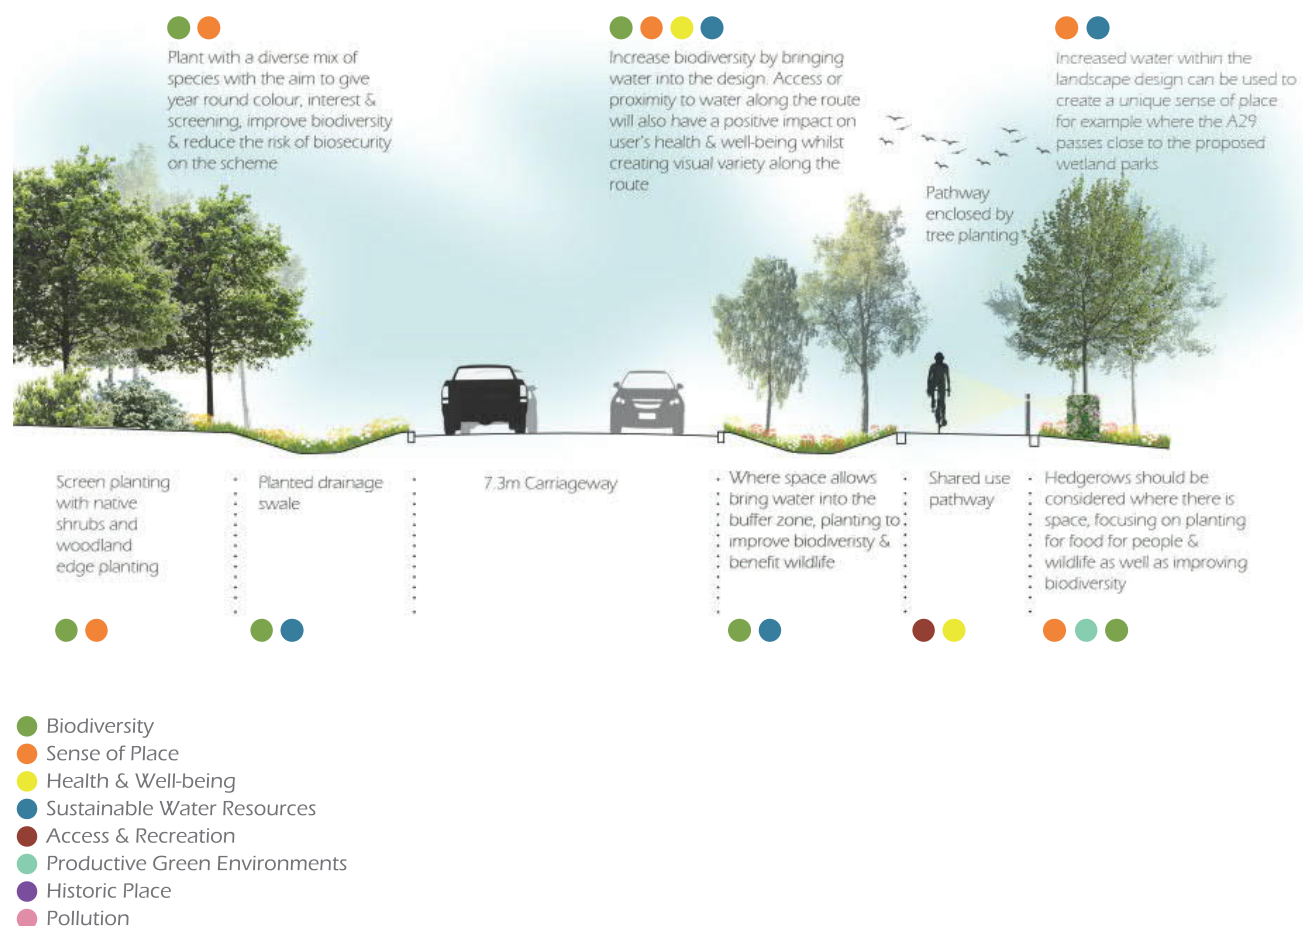 Plant with a diverse mix of
species with the aim to give
year round colour, interest &
screening, improve biodiversity
& reduce the risk of biosecurity
on the scheme
Increase biodiversity by bringing
water into the design. Access or
proximity to water along the route
will also have a positive impact on
user's health & well-being whilst
creating visual variety along the
route
Increased water within the
landscape design can be used to
create a unique sense of place
for example where the A29
passes close to the proposed
wetland parks
Pathway
enclosed by
tree planting
Screen planting
with native
shrubs and
woodland
edge planting
Planted drainage
swale
7.3m Carriageway
Where space allows
bring water into the
buffer zone, planting to
improve biodiveristy &
benefit wildlife
Shared use
pathway
Hedgerows should be
considered where there is
space, focusing on planting
for food for people &
wildlife as well as improving
biodiversity
Biodiversity
Sense of Place
Health & Well-being
Sustainable Water Resources
Access & Recreation
Productive Green Environments
Historic Place
Pollution